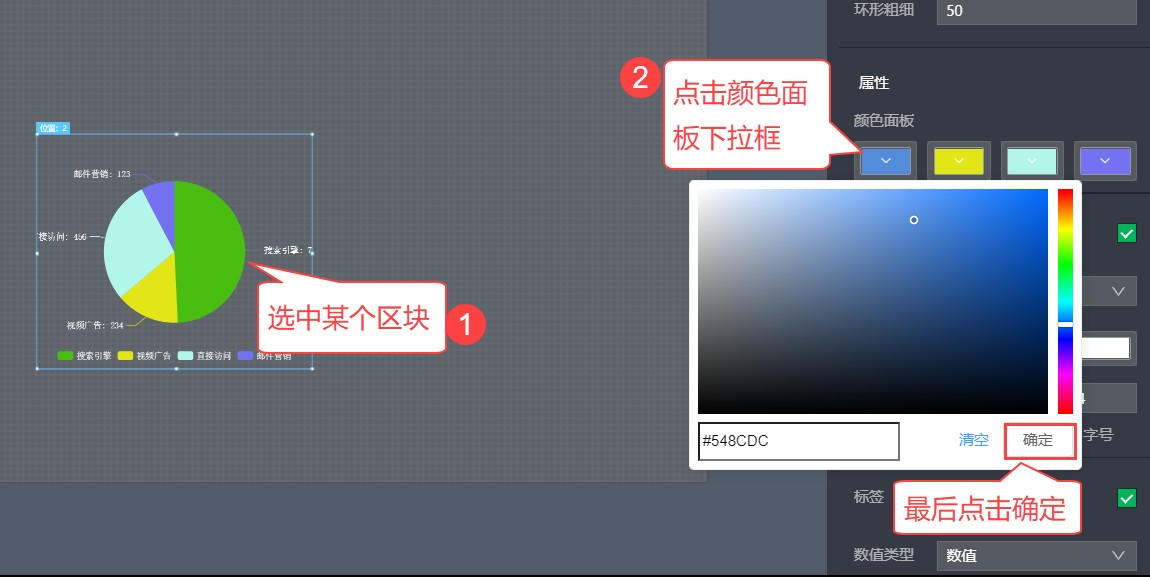 环形粗细
50
2
点击颜色面
板下拉框
属性
颜色面板
位置: 2
邮件营销: 123
接访问: 456
搜索引擎: 7
视频广告: 234
搜索引擎
视频广告
直接访问
邮件营销
选中某个区块
1
#548CDC
清空
确定
字号
最后点击确定
标签
数值类型
数值